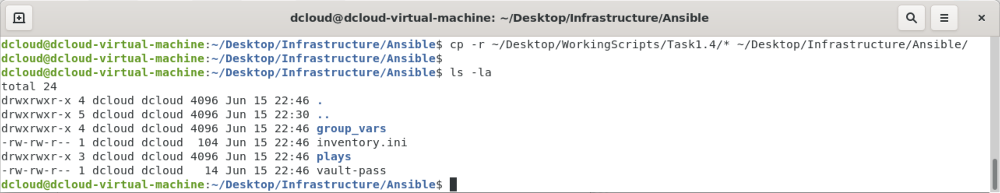 dcloud@dcloud-virtual-machine: ~/Desktop/Infrastructure/Ansible
dcloud@dcloud-virtual-machine:~/Desktop/Infrastructure/Ansible$ cp -r ~/Desktop/WorkingScripts/Task1.4/* ~/Desktop/Infrastructure/Ansible/
dcloud@dcloud-virtual-machine:~/Desktop/Infrastructure/Ansible$
dcloud@dcloud-virtual-machine:~/Desktop/Infrastructure/Ansible$ ls -la
total 24
drwxrwxr-x 4 dcloud dcloud 4096 Jun 15 22:46 .
drwxrwxr-x 5 dcloud dcloud 4096 Jun 15 22:30 ..
drwxrwxr-x 4 dcloud dcloud 4096 Jun 15 22:46 group_vars
-rw-rw-r-- 1 dcloud dcloud  104 Jun 15 22:46 inventory.ini
drwxrwxr-x 3 dcloud dcloud 4096 Jun 15 22:46 plays
-rw-rw-r-- 1 dcloud dcloud   14 Jun 15 22:46 vault-pass
dcloud@dcloud-virtual-machine:~/Desktop/Infrastructure/Ansible$